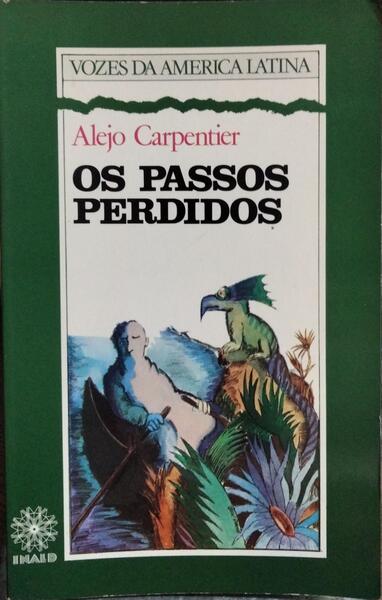 VOZES DA AMERICA LATINA
Alejo Carpentier
OS PASSOS
PERDIDOS
INALD